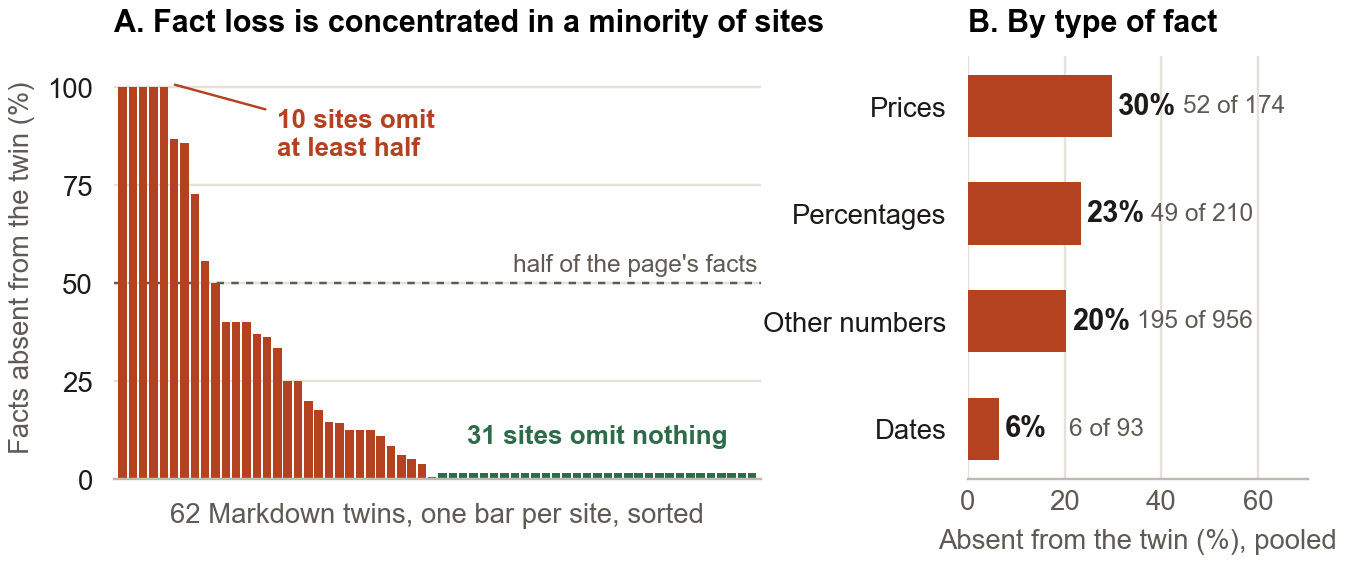 A. Fact loss is concentrated in a minority of sites
Facts absent from the twin (%)
100
75
50
25
0
10 sites omit
at least half
half of the page's facts
31 sites omit nothing
62 Markdown twins, one bar per site, sorted
B. By type of fact
Prices
30% 52 of 174
Percentages
23% 49 of 210
Other numbers
20% 195 of 956
Dates
6% 6 of 93
0 20 40 60
Absent from the twin (%), pooled